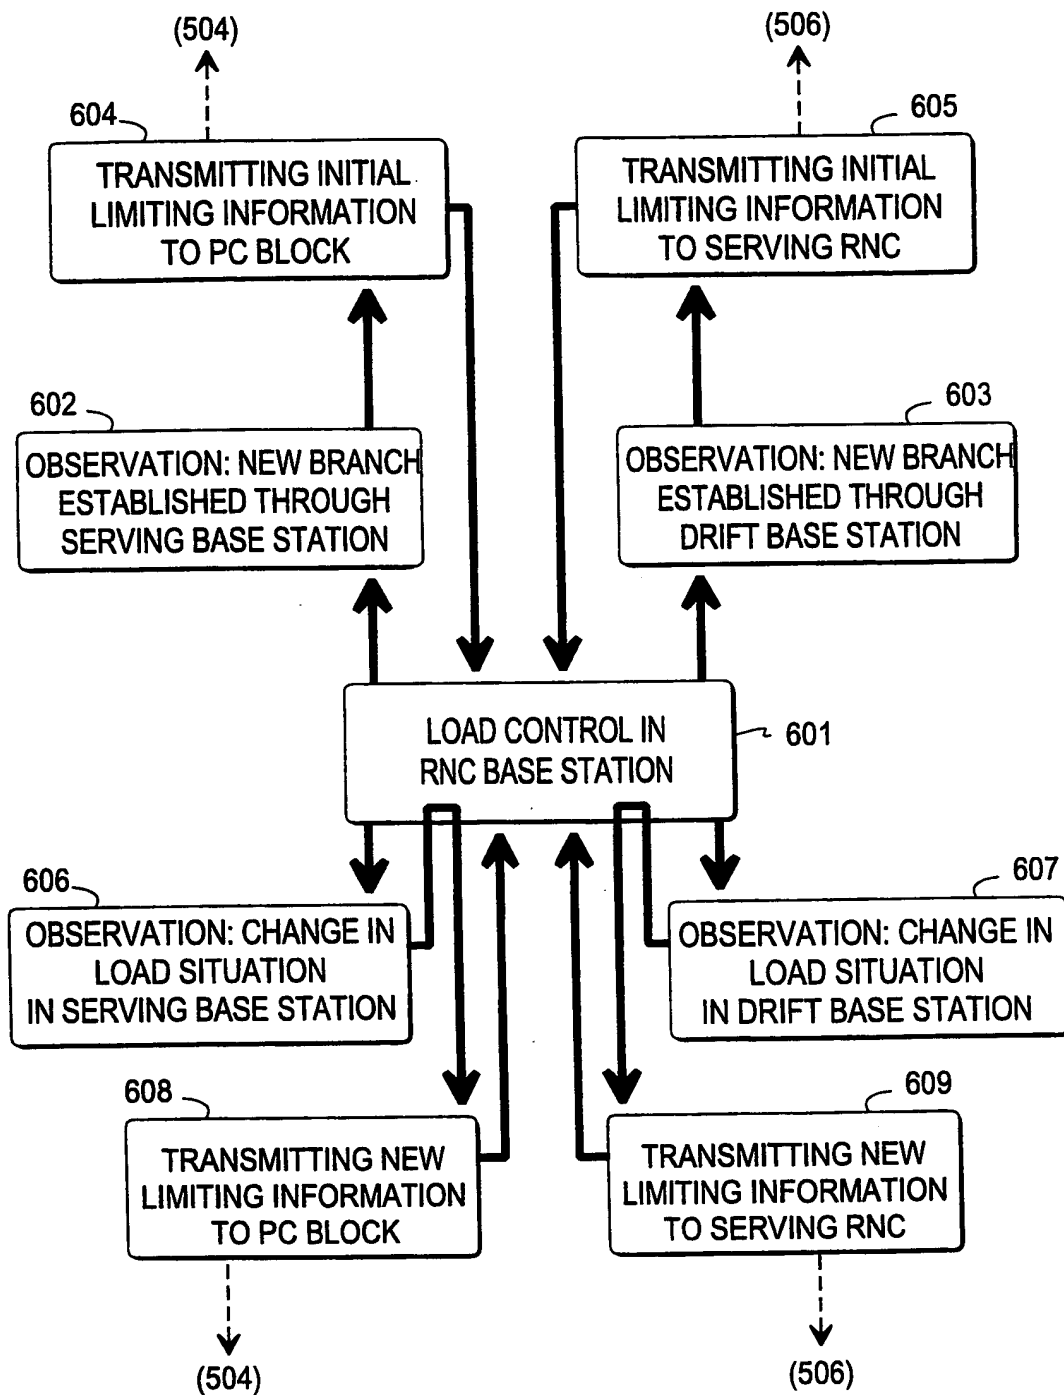 (504)
(506)
604
605
TRANSMITTING INITIAL
LIMITING INFORMATION
TO PC BLOCK
TRANSMITTING INITIAL
LIMITING INFORMATION
TO SERVING RNC
602
603
OBSERVATION: NEW BRANCH
ESTABLISHED THROUGH
SERVING BASE STATION
OBSERVATION: NEW BRANCH
ESTABLISHED THROUGH
DRIFT BASE STATION
LOAD CONTROL IN
RNC BASE STATION
601
606
607
OBSERVATION: CHANGE IN
LOAD SITUATION
IN SERVING BASE STATION
OBSERVATION: CHANGE IN
LOAD SITUATION
IN DRIFT BASE STATION
608
609
TRANSMITTING NEW
LIMITING INFORMATION
TO PC BLOCK
TRANSMITTING NEW
LIMITING INFORMATION
TO SERVING RNC
(504)
(506)